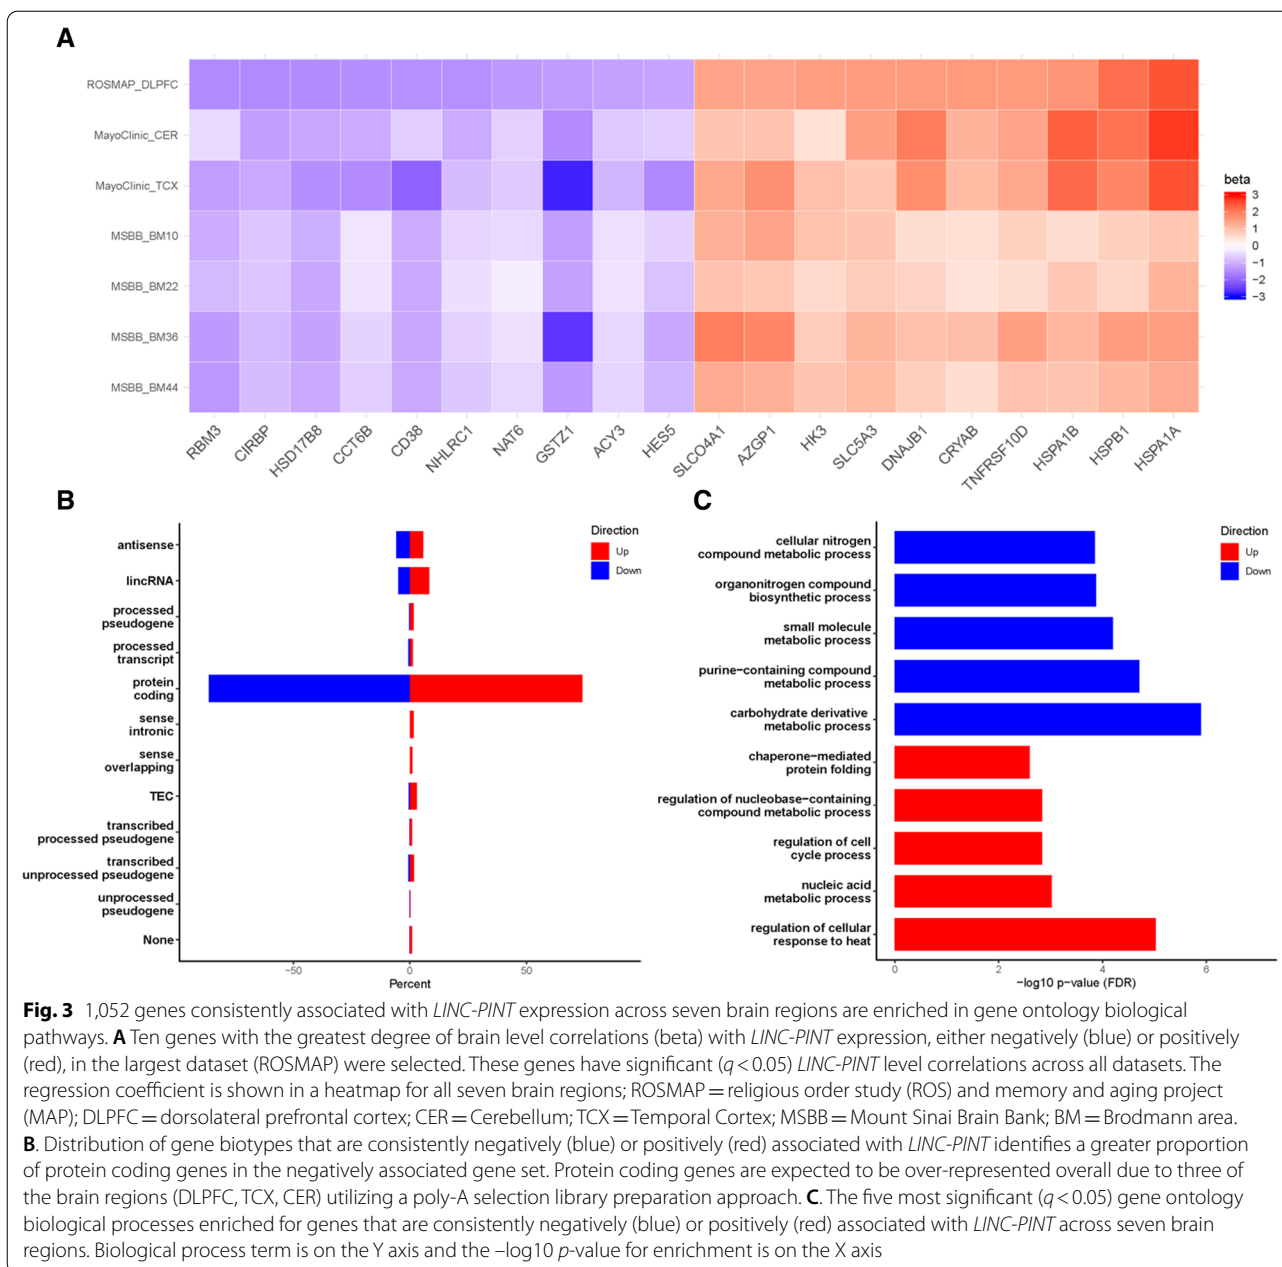 A
ROSMAP_DLPFC
MayoClinic_CER
MayoClinic_TCX
MSBB_BM10
MSBB_BM22
MSBB_BM36
MSBB_BM44
RBM3
CIRBP
HSD17B8
CCT6B
CD38
NHLRC1
NAT6
GSTZ1
ACY3
HES5
SLCO4A1
AZGP1
HK3
SLC5A3
DNAJB1
CRYAB
TNFRSF10D
HSPA1B
HSPB1
HSPA1A
beta
3
2
1
0
−1
−2
−3
B
antisense
lincRNA
processed
pseudogene
processed
transcript
protein
coding
sense
intronic
sense
overlapping
TEC
transcribed
processed pseudogene
transcribed
unprocessed pseudogene
unprocessed
pseudogene
None
−50
0
50
Percent
Direction
Up
Down
C
cellular nitrogen
compound metabolic process
organonitrogen compound
biosynthetic process
small molecule
metabolic process
purine−containing compound
metabolic process
carbohydrate derivative
metabolic process
chaperone−mediated
protein folding
regulation of nucleobase−containing
compound metabolic process
regulation of cell
cycle process
nucleic acid
metabolic process
regulation of cellular
response to heat
0
2
4
6
−log10 p−value (FDR)
Direction
Up
Down
Fig. 3 1,052 genes consistently associated with LINC-PINT expression across seven brain regions are enriched in gene ontology biological
pathways. A Ten genes with the greatest degree of brain level correlations (beta) with LINC-PINT expression, either negatively (blue) or positively
(red), in the largest dataset (ROSMAP) were selected. These genes have significant (q < 0.05) LINC-PINT level correlations across all datasets. The
regression coefficient is shown in a heatmap for all seven brain regions; ROSMAP = religious order study (ROS) and memory and aging project
(MAP); DLPFC = dorsolateral prefrontal cortex; CER = Cerebellum; TCX = Temporal Cortex; MSBB = Mount Sinai Brain Bank; BM = Brodmann area.
B. Distribution of gene biotypes that are consistently negatively (blue) or positively (red) associated with LINC-PINT identifies a greater proportion
of protein coding genes in the negatively associated gene set. Protein coding genes are expected to be over-represented overall due to three of
the brain regions (DLPFC, TCX, CER) utilizing a poly-A selection library preparation approach. C. The five most significant (q < 0.05) gene ontology
biological processes enriched for genes that are consistently negatively (blue) or positively (red) associated with LINC-PINT across seven brain
regions. Biological process term is on the Y axis and the –log10 p-value for enrichment is on the X axis